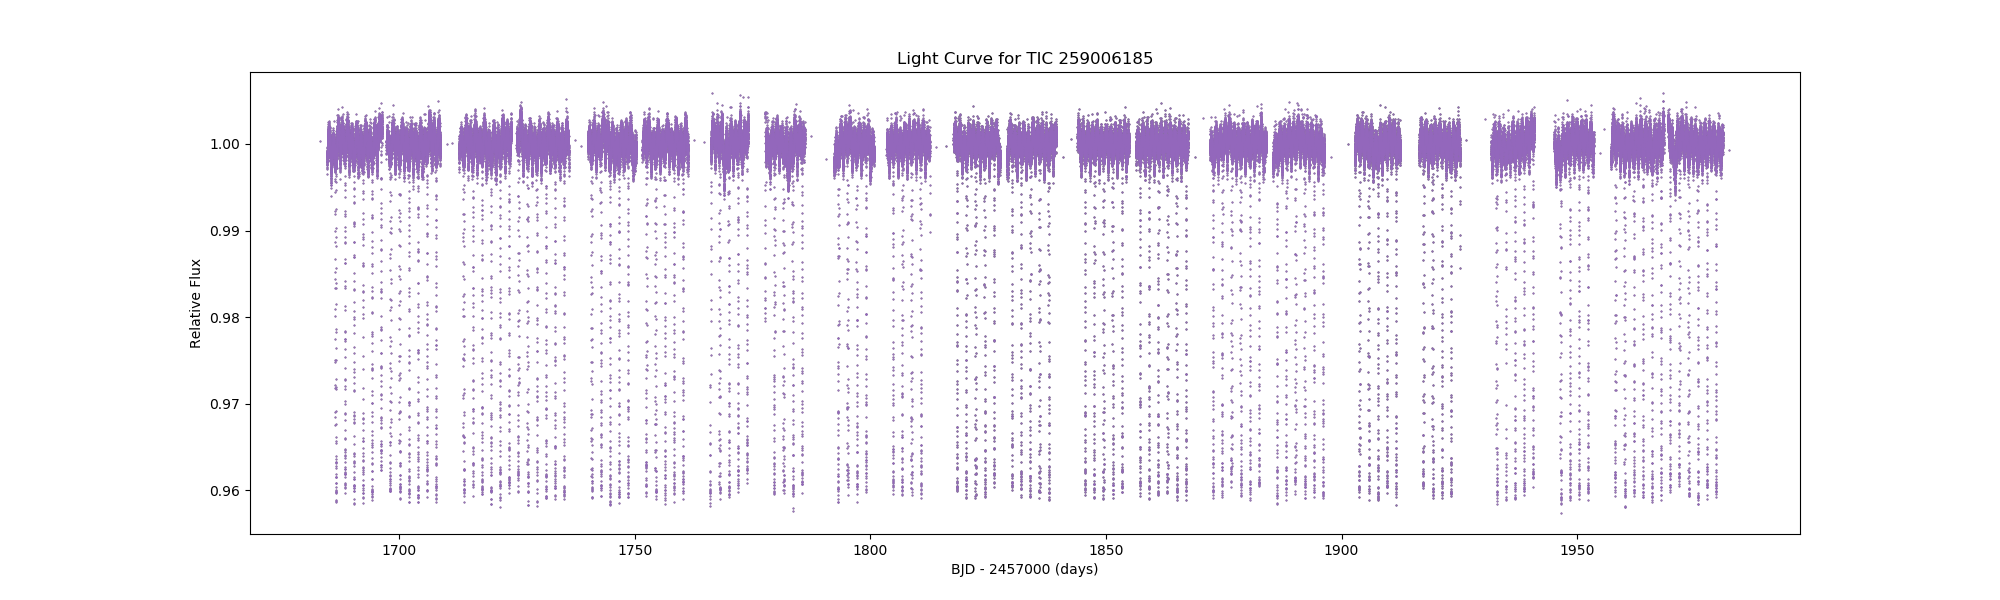 Light Curve for TIC 259006185
1.00
0.99
0.98
0.97
0.96
Relative Flux
1700 1750 1800 1850 1900 1950
BJD - 2457000 (days)